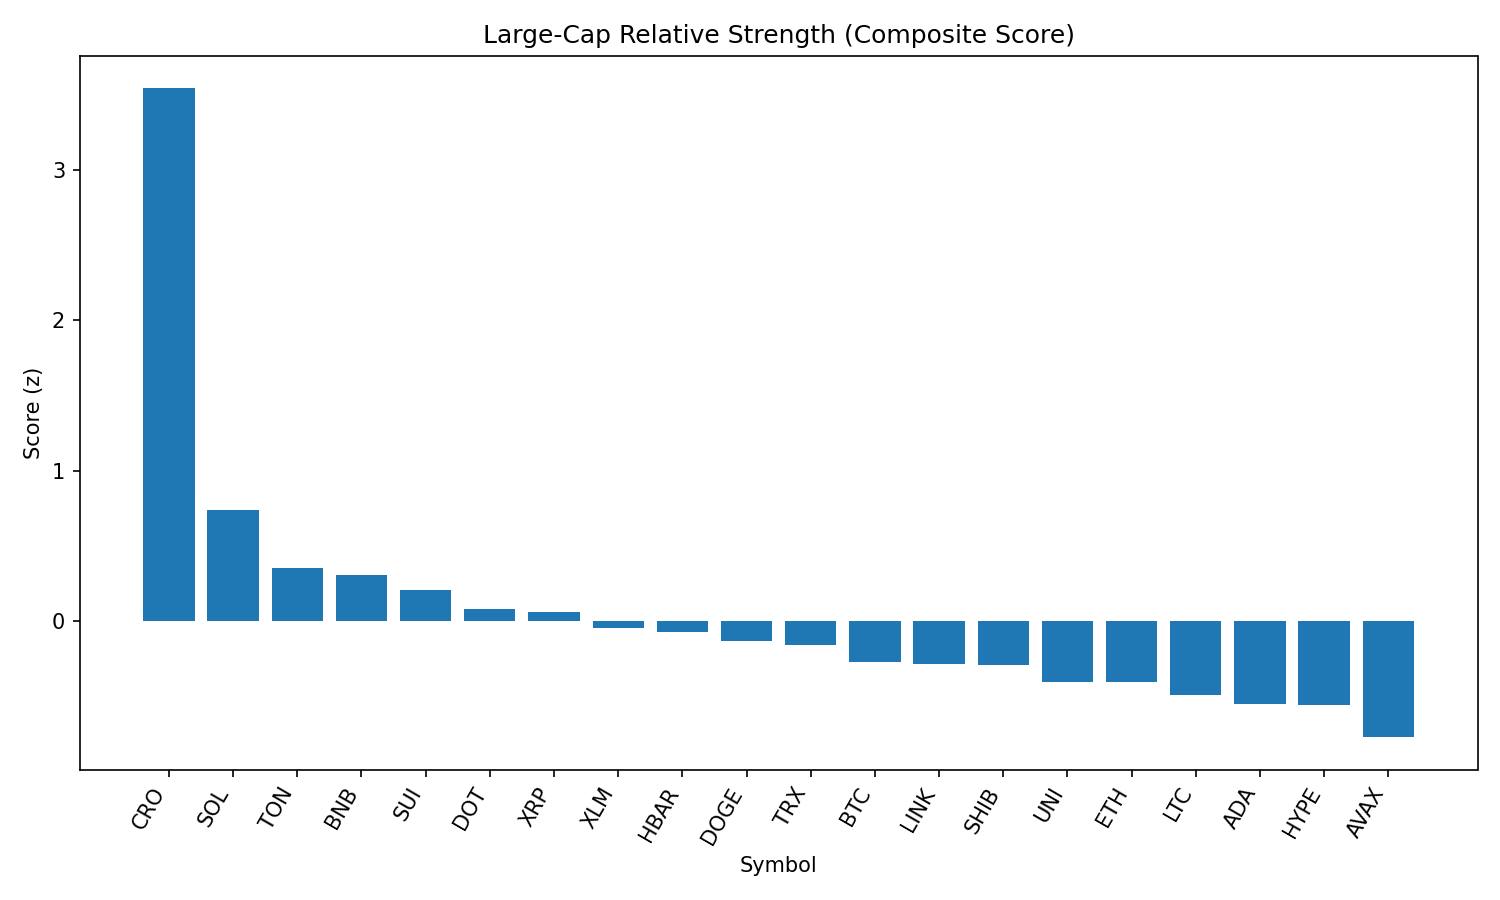 Large-Cap Relative Strength (Composite Score)
3
2
1
0
Score (z)
CRO
SOL
TON
BNB
SUI
DOT
XRP
XLM
HBAR
DOGE
TRX
BTC
LINK
SHIB
UNI
ETH
LTC
ADA
HYPE
AVAX
Symbol